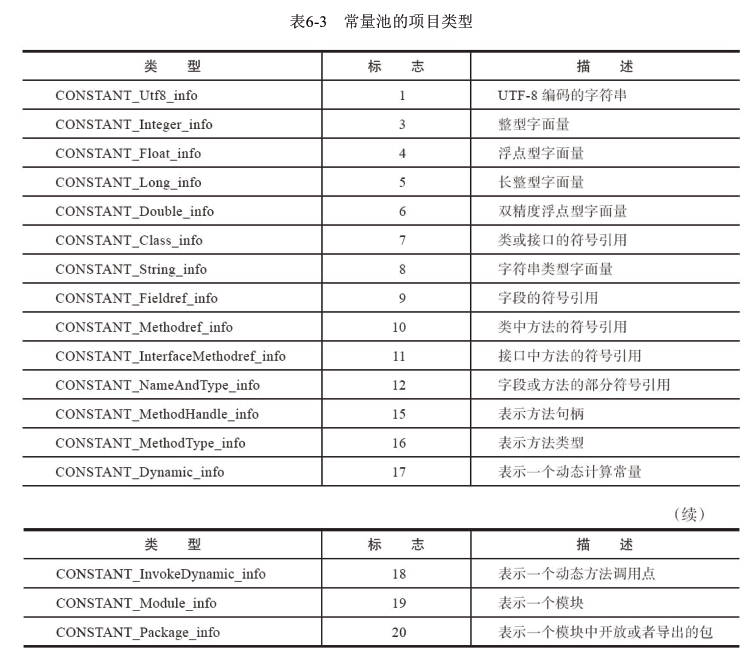 表6-3 常量池的项目类型
类 型 标 志 描 述
CONSTANT_Utf8_info 1 UTF-8 编码的字符串
CONSTANT_Integer_info 3 整型字面量
CONSTANT_Float_info 4 浮点型字面量
CONSTANT_Long_info 5 长整型字面量
CONSTANT_Double_info 6 双精度浮点型字面量
CONSTANT_Class_info 7 类或接口的符号引用
CONSTANT_String_info 8 字符串类型字面量
CONSTANT_Fieldref_info 9 字段的符号引用
CONSTANT_Methodref_info 10 类中方法的符号引用
CONSTANT_InterfaceMethodref_info 11 接口中方法的符号引用
CONSTANT_NameAndType_info 12 字段或方法的部分符号引用
CONSTANT_MethodHandle_info 15 表示方法句柄
CONSTANT_MethodType_info 16 表示方法类型
CONSTANT_Dynamic_info 17 表示一个动态计算常量
（续）
类 型 标 志 描 述
CONSTANT_InvokeDynamic_info 18 表示一个动态方法调用点
CONSTANT_Module_info 19 表示一个模块
CONSTANT_Package_info 20 表示一个模块中开放或者导出的包